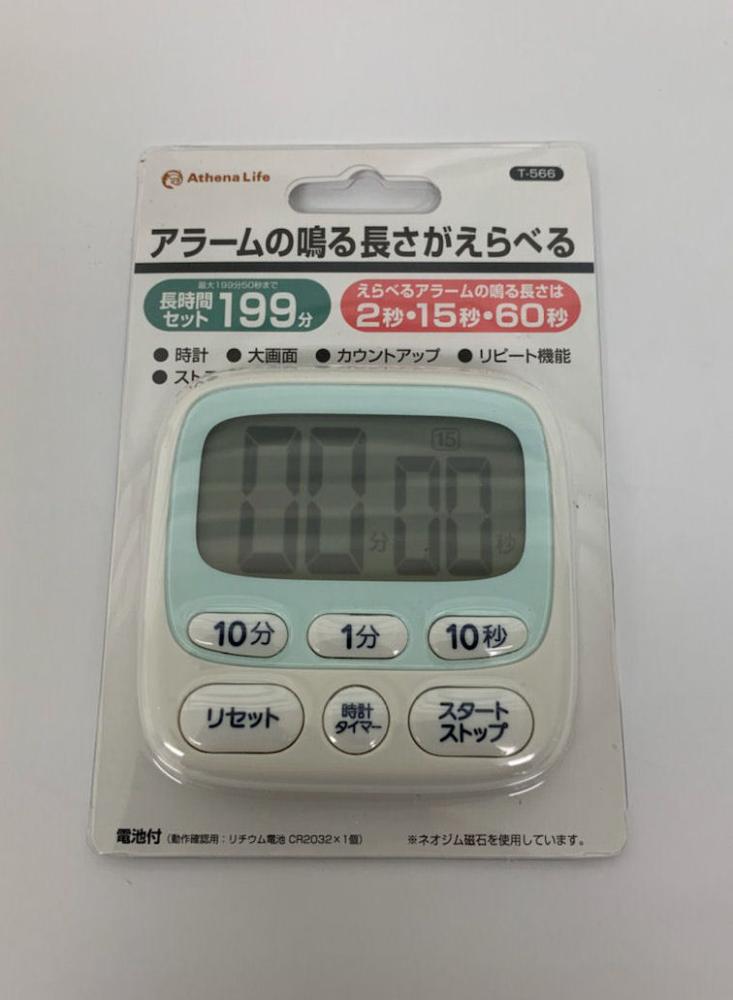 Athena Life
T-566
アラームの鳴る長さがえらべる
最大199分50秒まで
長時間
セット 199分
えらべるアラームの鳴る長さは
2秒・15秒・60秒
● 時計 ● 大画面 ● カウントアップ ● リピート機能
●
15
00分00秒
10分 1分 10秒
リセット
時計
タイマー
スタート
ストップ
電池付 (動作確認用：リチウム電池 CR2032×1個)
※ネオジム磁石を使用しています。